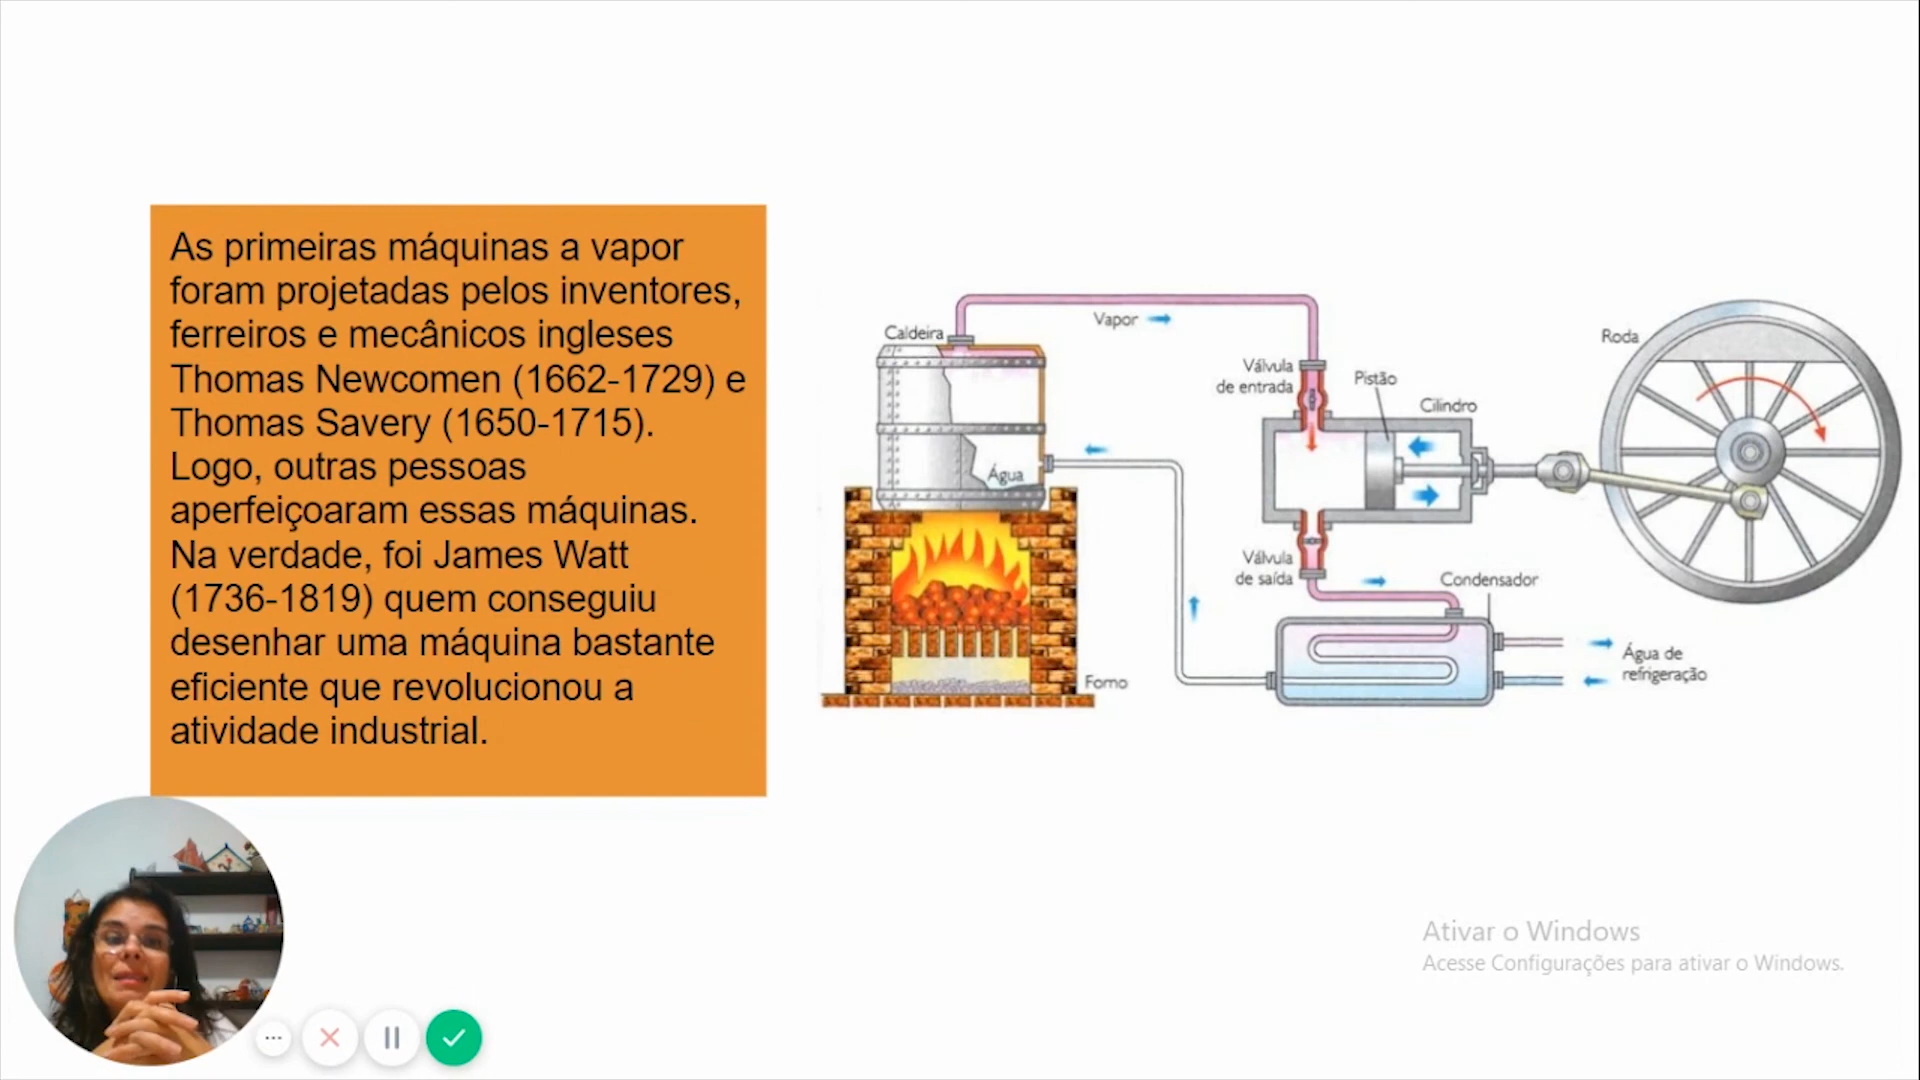 As primeiras máquinas a vapor
foram projetadas pelos inventores,
ferreiros e mecânicos ingleses
Thomas Newcomen (1662-1729) e
Thomas Savery (1650-1715).
Logo, outras pessoas
aperfeiçoaram essas máquinas.
Na verdade, foi James Watt
(1736-1819) quem conseguiu
desenhar uma máquina bastante
eficiente que revolucionou a
atividade industrial.
Caldeira
Vapor
Água
Forno
Válvula
de entrada
Pistão
Cilindro
Roda
Válvula
de saída
Condensador
Água de
refrigeração
Ativar o Windows
Acesse Configurações para ativar o Windows.